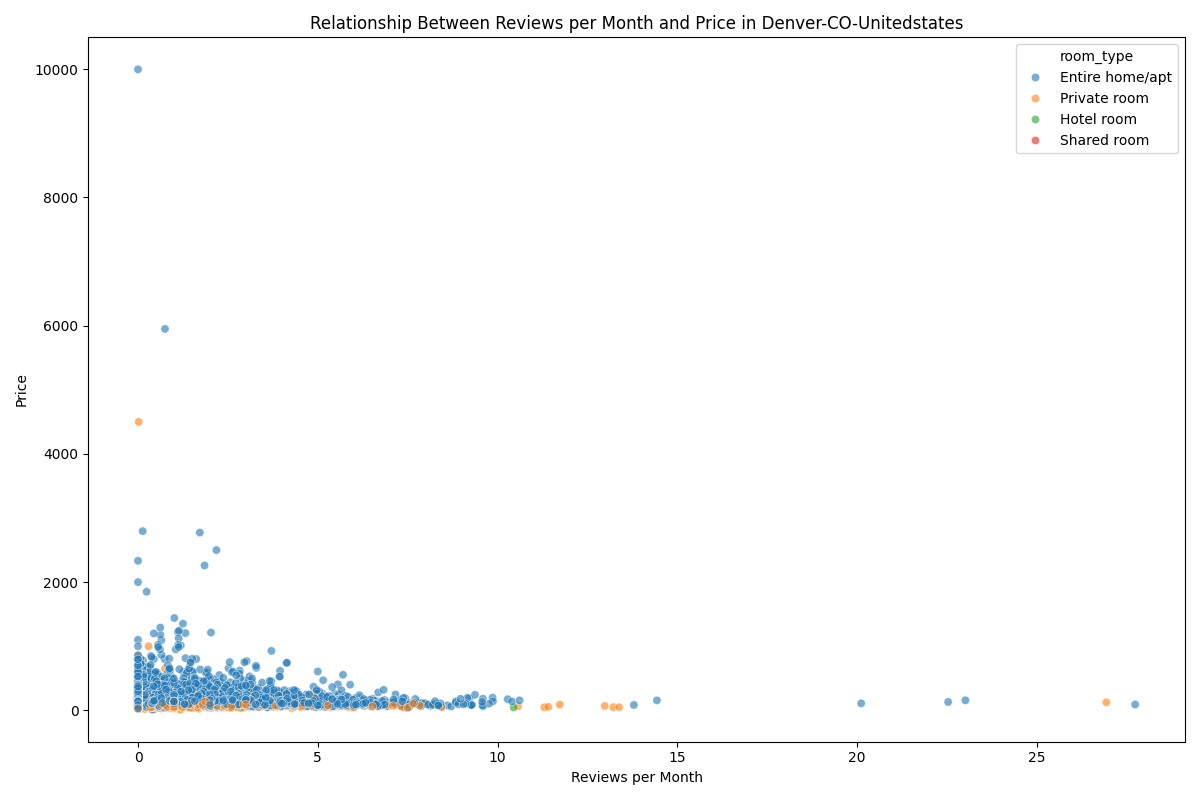 Relationship Between Reviews per Month and Price in Denver-CO-Unitedstates
room_type
Entire home/apt
Private room
Hotel room
Shared room
Price
10000
8000
6000
4000
2000
0
0 5 10 15 20 25
Reviews per Month